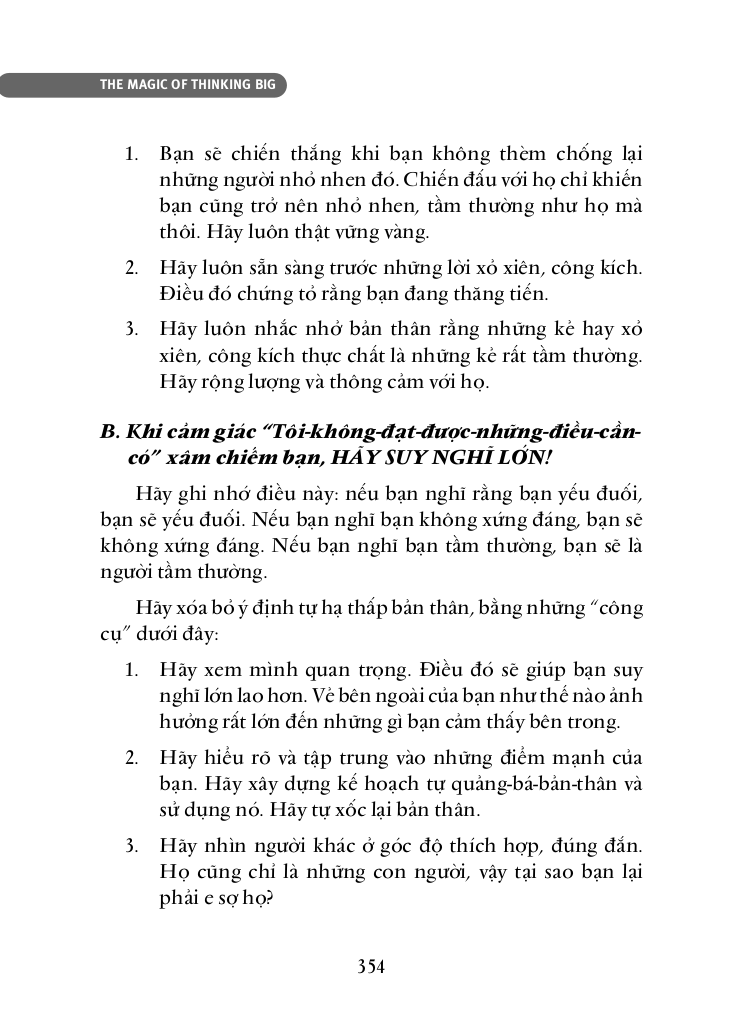 THE MAGIC OF THINKING BIG
1. Bạn sẽ chiến thắng khi bạn không thèm chống lại
những người nhỏ nhen đó. Chiến đấu với họ chỉ khiến
bạn cũng trở nên nhỏ nhen, tầm thường như họ mà
thôi. Hãy luôn thật vững vàng.
2. Hãy luôn sẵn sàng trước những lời xỏ xiên, công kích.
Điều đó chứng tỏ rằng bạn đang thăng tiến.
3. Hãy luôn nhắc nhở bản thân rằng những kẻ hay xỏ
xiên, công kích thực chất là những kẻ rất tầm thường.
Hãy rộng lượng và thông cảm với họ.
B. Khi cảm giác “Tôi-không-đạt-được-những-điều-cần-
có” xâm chiếm bạn, HÃY SUY NGHĨ LỚN!
Hãy ghi nhớ điều này: nếu bạn nghĩ rằng bạn yếu đuối,
bạn sẽ yếu đuối. Nếu bạn nghĩ bạn không xứng đáng, bạn sẽ
không xứng đáng. Nếu bạn nghĩ bạn tầm thường, bạn sẽ là
người tầm thường.
Hãy xóa bỏ ý định tự hạ thấp bản thân, bằng những “công
cụ” dưới đây:
1. Hãy xem mình quan trọng. Điều đó sẽ giúp bạn suy
nghĩ lớn lao hơn. Vẻ bên ngoài của bạn như thế nào ảnh
hưởng rất lớn đến những gì bạn cảm thấy bên trong.
2. Hãy hiểu rõ và tập trung vào những điểm mạnh của
bạn. Hãy xây dựng kế hoạch tự quảng-bá-bản-thân và
sử dụng nó. Hãy tự xốc lại bản thân.
3. Hãy nhìn người khác ở góc độ thích hợp, đúng đắn.
Họ cũng chỉ là những con người, vậy tại sao bạn lại
phải e sợ họ?
354